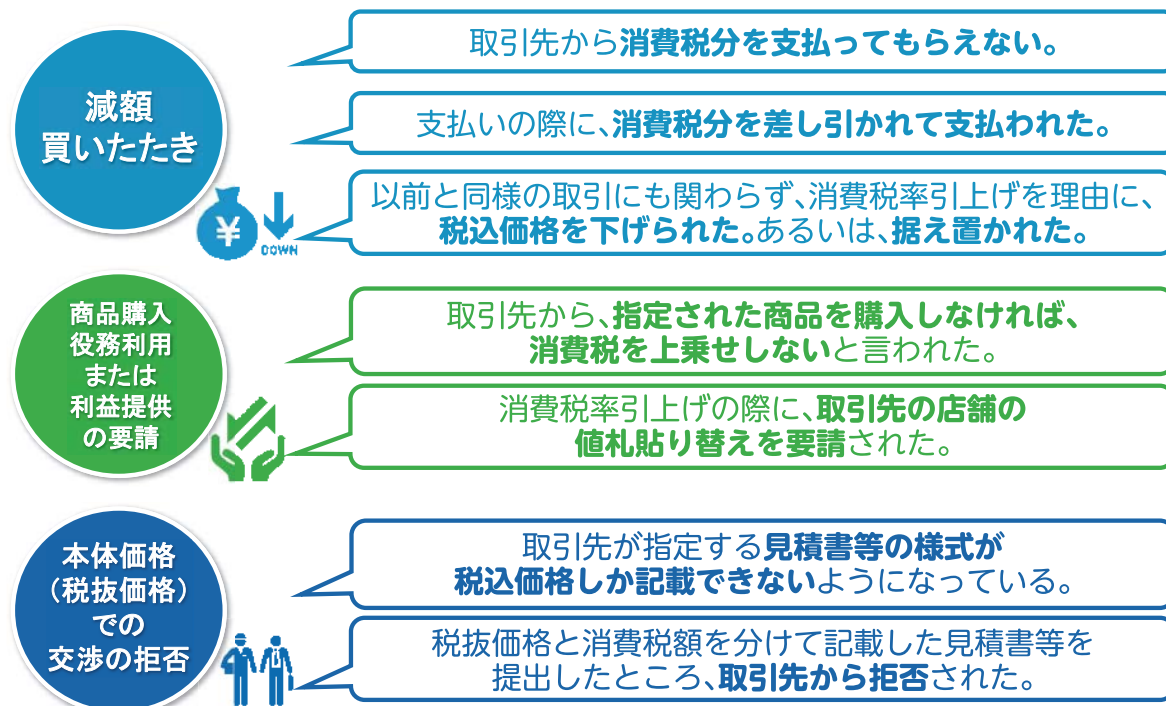 減額
買いたたき
取引先から消費税分を支払ってもらえない。
支払いの際に、消費税分を差し引かれて支払われた。
以前と同様の取引にも関わらず、消費税率引上げを理由に、
税込価格を下げられた。あるいは、据え置かれた。
¥
DOWN
商品購入
役務利用
または
利益提供
の要請
取引先から、指定された商品を購入しなければ、
消費税を上乗せしないと言われた。
消費税率引上げの際に、取引先の店舗の
値札貼り替えを要請された。
本体価格
（税抜価格）
での
交渉の拒否
取引先が指定する見積書等の様式が
税込価格しか記載できないようになっている。
税抜価格と消費税額を分けて記載した見積書等を
提出したところ、取引先から拒否された。